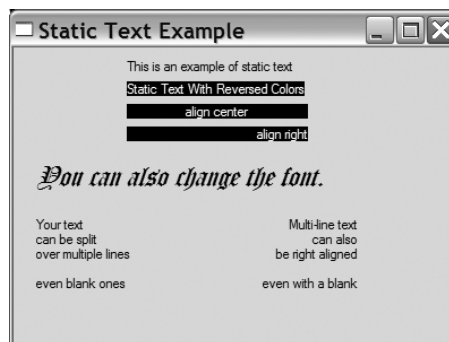 Static Text Example
This is an example of static text
Static Text With Reversed Colors
align center
align right
You can also change the font.
Your text
can be split
over multiple lines

even blank ones
Multi-line text
can also
be right aligned

even with a blank